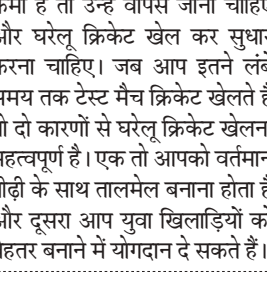 कमी है तो उन्हें वापस जाना चाहिए
और घरेलू क्रिकेट खेल कर सुधार
करना चाहिए। जब आप इतने लंबे
समय तक टेस्ट मैच क्रिकेट खेलते हैं
तो दो कारणों से घरेलू क्रिकेट खेलना
महत्वपूर्ण है। एक तो आपको वर्तमान
पीढ़ी के साथ तालमेल बनाना होता है
और दूसरा आप युवा खिलाड़ियों को
बेहतर बनाने में योगदान दे सकते हैं।